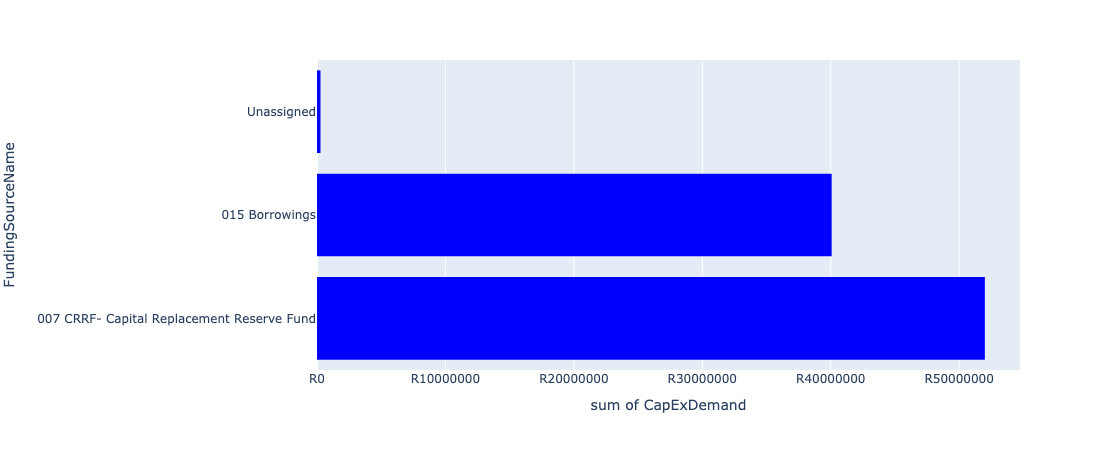 FundingSourceName
Unassigned
015 Borrowings
007 CRRF- Capital Replacement Reserve Fund
R0 R10000000 R20000000 R30000000 R40000000 R50000000
sum of CapExDemand